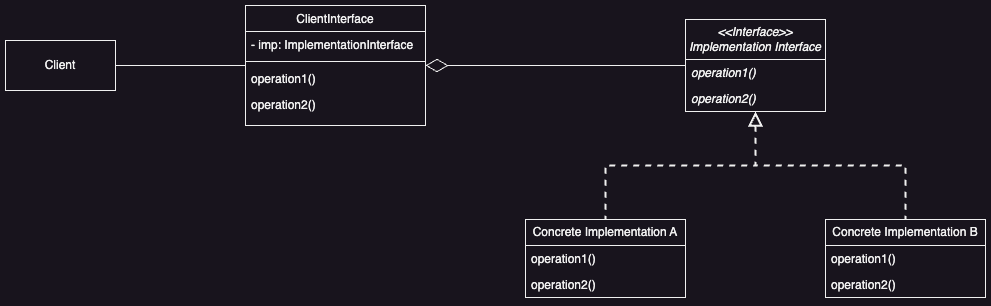 Client
ClientInterface
- imp: ImplementationInterface
operation1()
operation2()
<<Interface>>
Implementation Interface
operation1()
operation2()
Concrete Implementation A
operation1()
operation2()
Concrete Implementation B
operation1()
operation2()